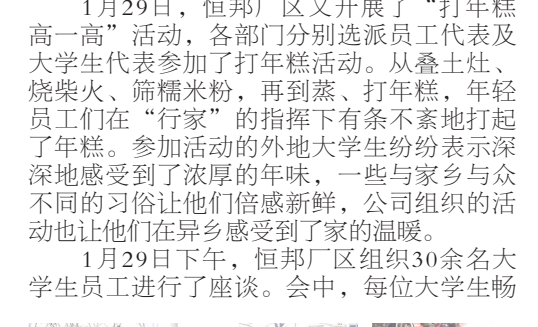 1月29日，恒邦厂区又开展了“打年糕
高一高”活动，各部门分别选派员工代表及
大学生代表参加了打年糕活动。从叠土灶、
烧柴火、筛糯米粉，再到蒸、打年糕，年轻
员工们在“行家”的指挥下有条不紊地打起
了年糕。参加活动的外地大学生纷纷表示深
深地感受到了浓厚的年味，一些与家乡与众
不同的习俗让他们倍感新鲜，公司组织的活
动也让他们在异乡感受到了家的温暖。
1月29日下午，恒邦厂区组织30余名大
学生员工进行了座谈。会中，每位大学生畅